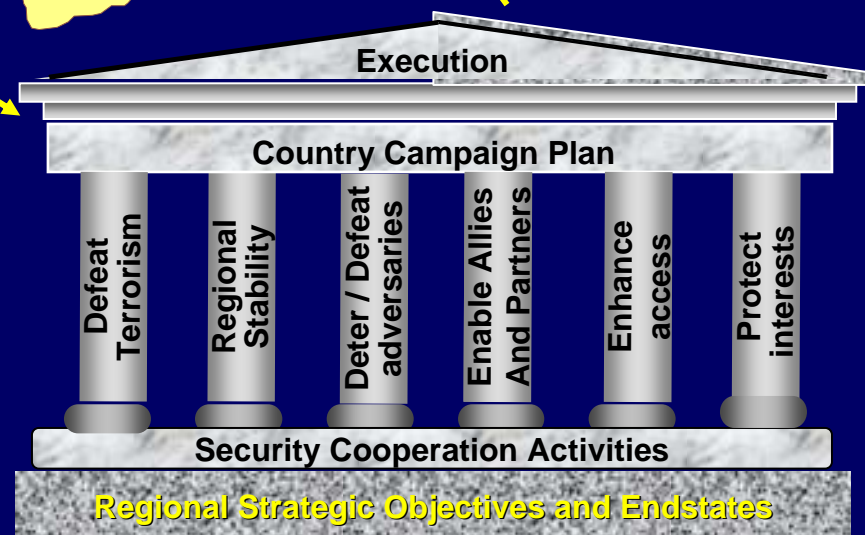 Execution
Country Campaign Plan
Defeat
Terrorism
Regional
Stability
Deter / Defeat
adversaries
Enable Allies
And Partners
Enhance
access
Protect
interests
Security Cooperation Activities
Regional Strategic Objectives and Endstates